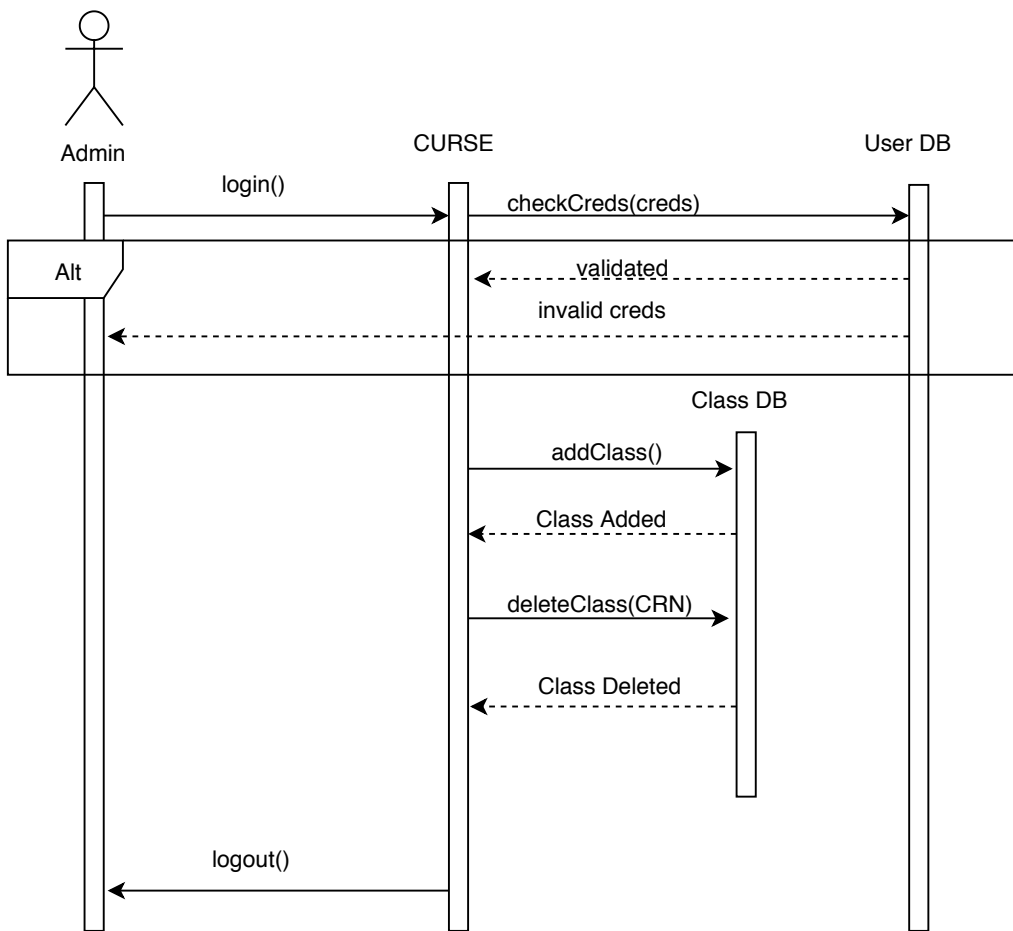 Admin
CURSE
User DB
login()
checkCreds(creds)
Alt
validated
invalid creds
Class DB
addClass()
Class Added
deleteClass(CRN)
Class Deleted
logout()